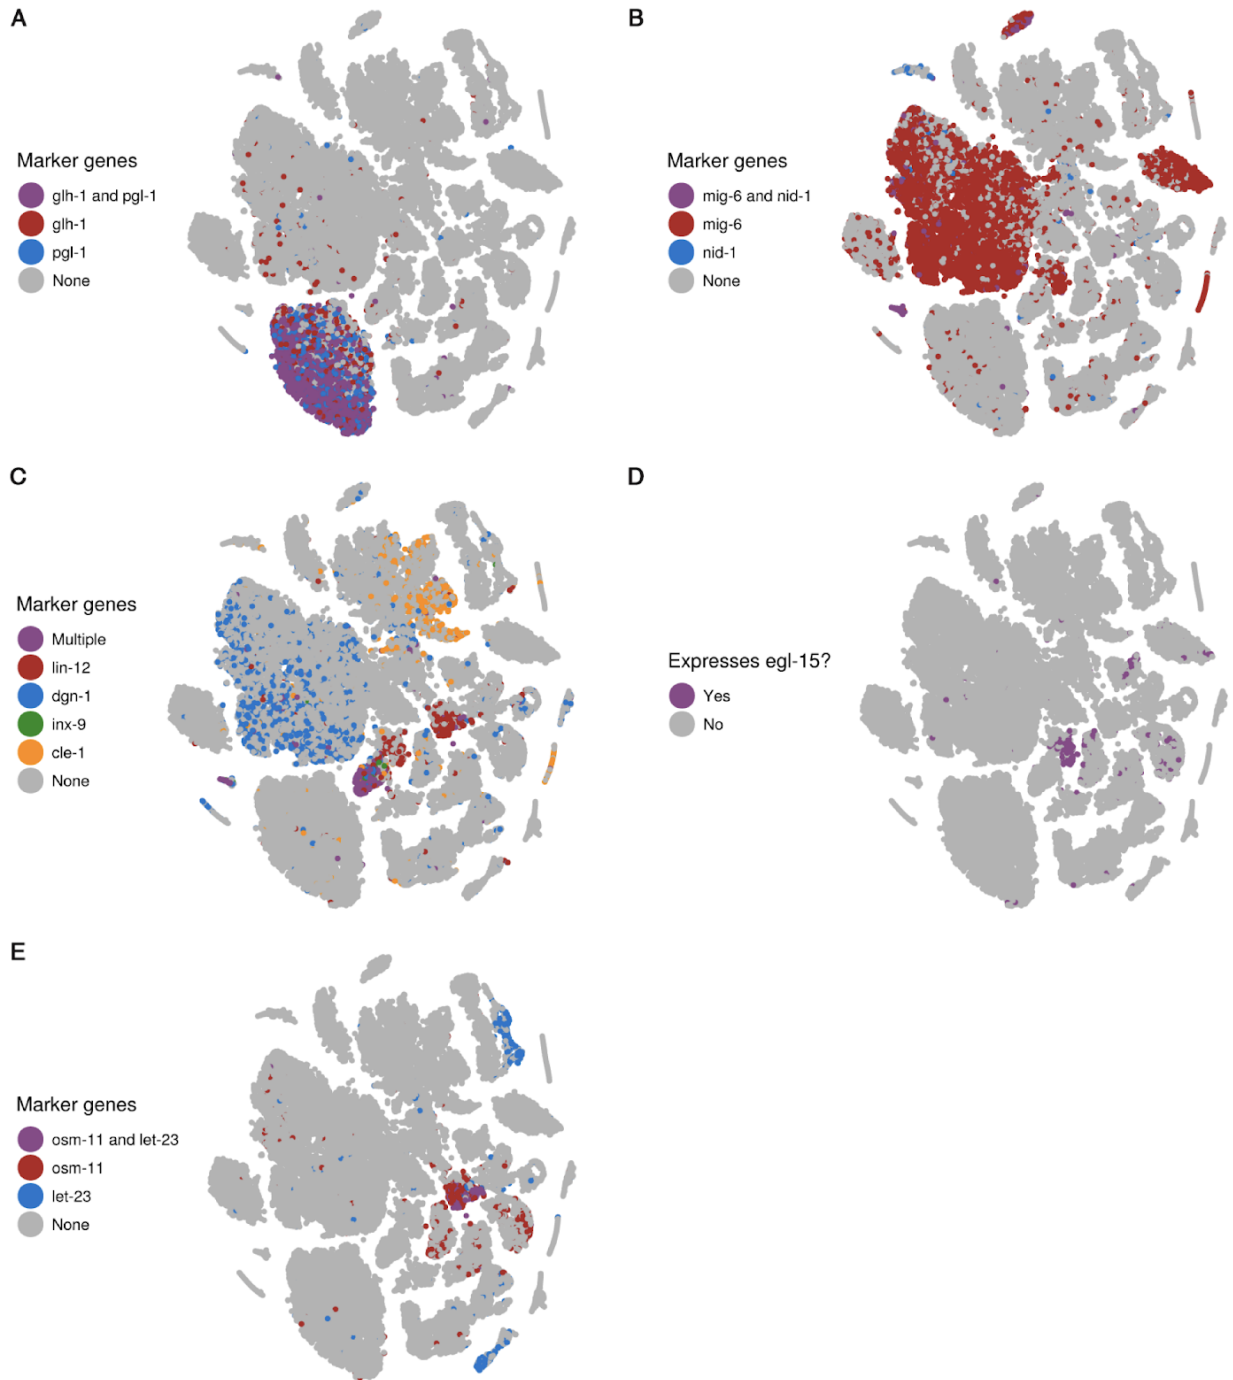 A
Marker genes
glh-1 and pgl-1
glh-1
pgl-1
None
B
Marker genes
mig-6 and nid-1
mig-6
nid-1
None
C
Marker genes
Multiple
lin-12
dgn-1
inx-9
cle-1
None
D
Expresses egl-15?
Yes
No
E
Marker genes
osm-11 and let-23
osm-11
let-23
None